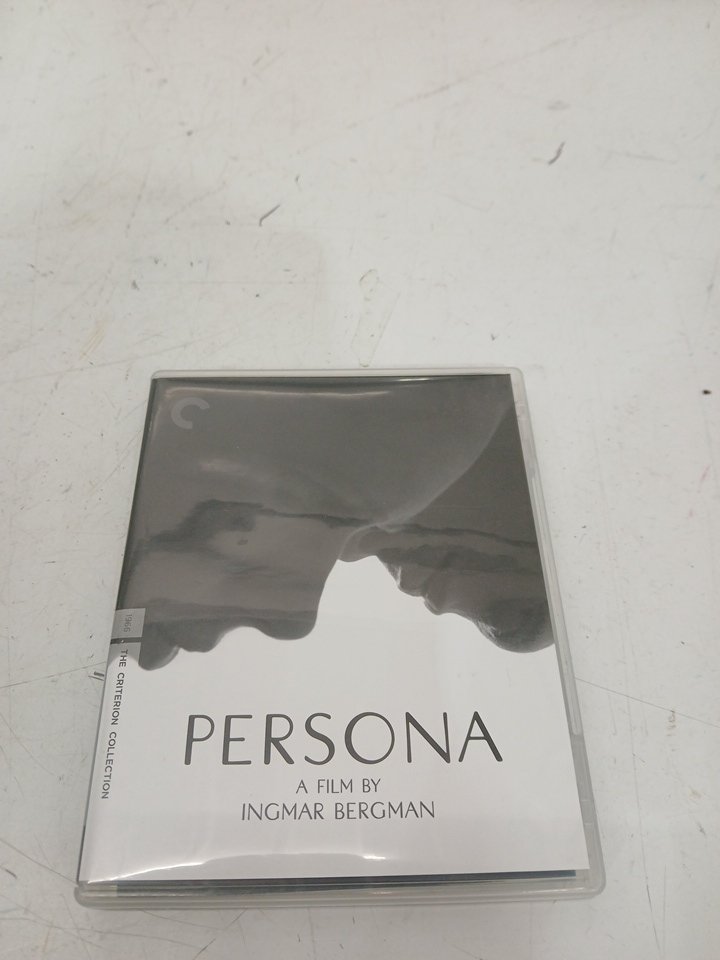 1966
THE CRITERION COLLECTION
PERSONA
A FILM BY
INGMAR BERGMAN